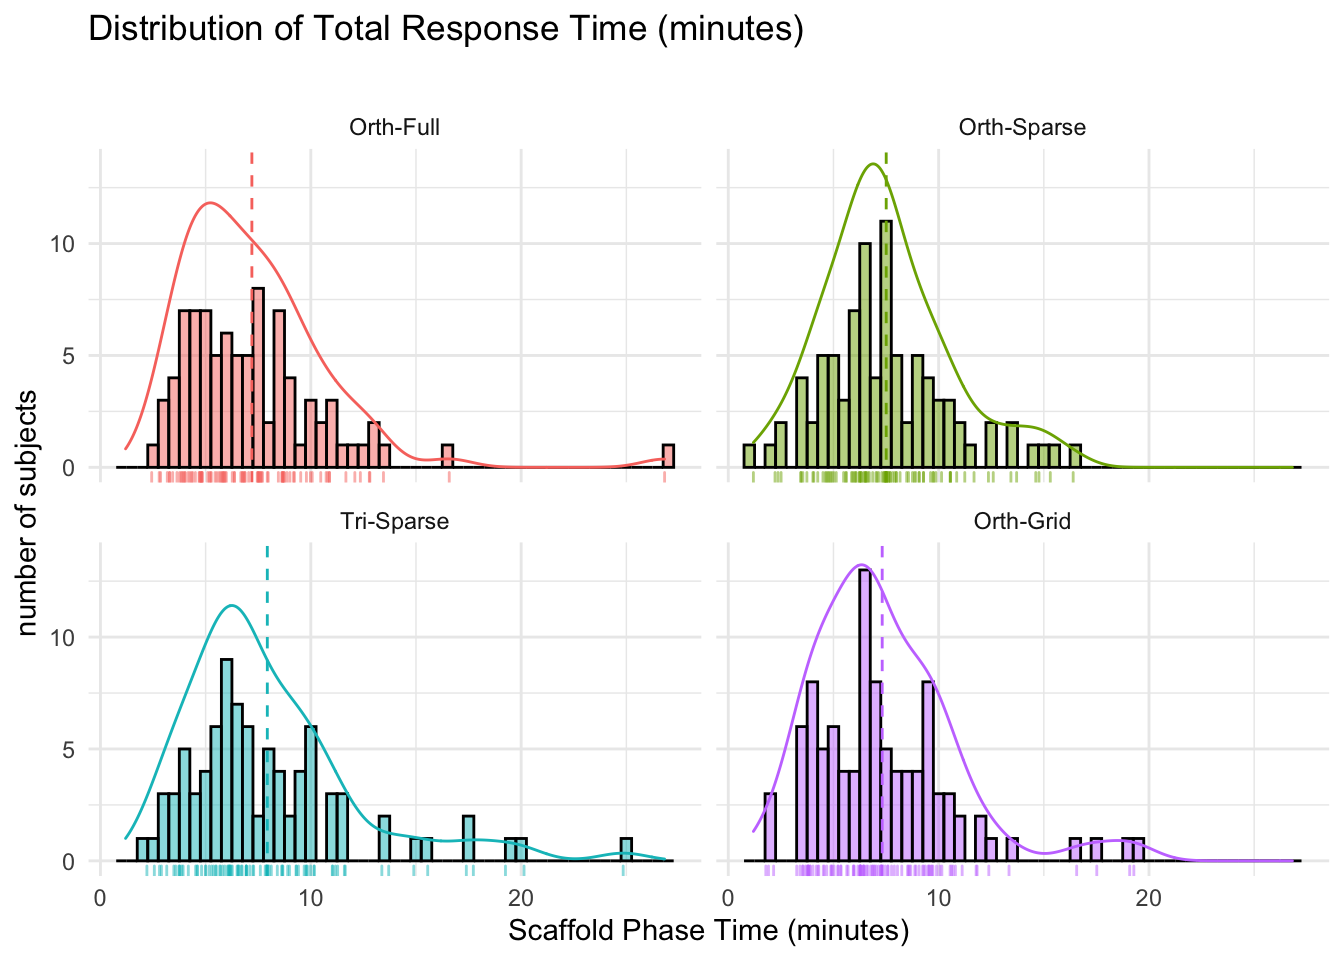 Distribution of Total Response Time (minutes)
Orth-Full
Orth-Sparse
10
5
0
Tri-Sparse
Orth-Grid
10
5
0
0
10
20
0
10
20
number of subjects
Scaffold Phase Time (minutes)